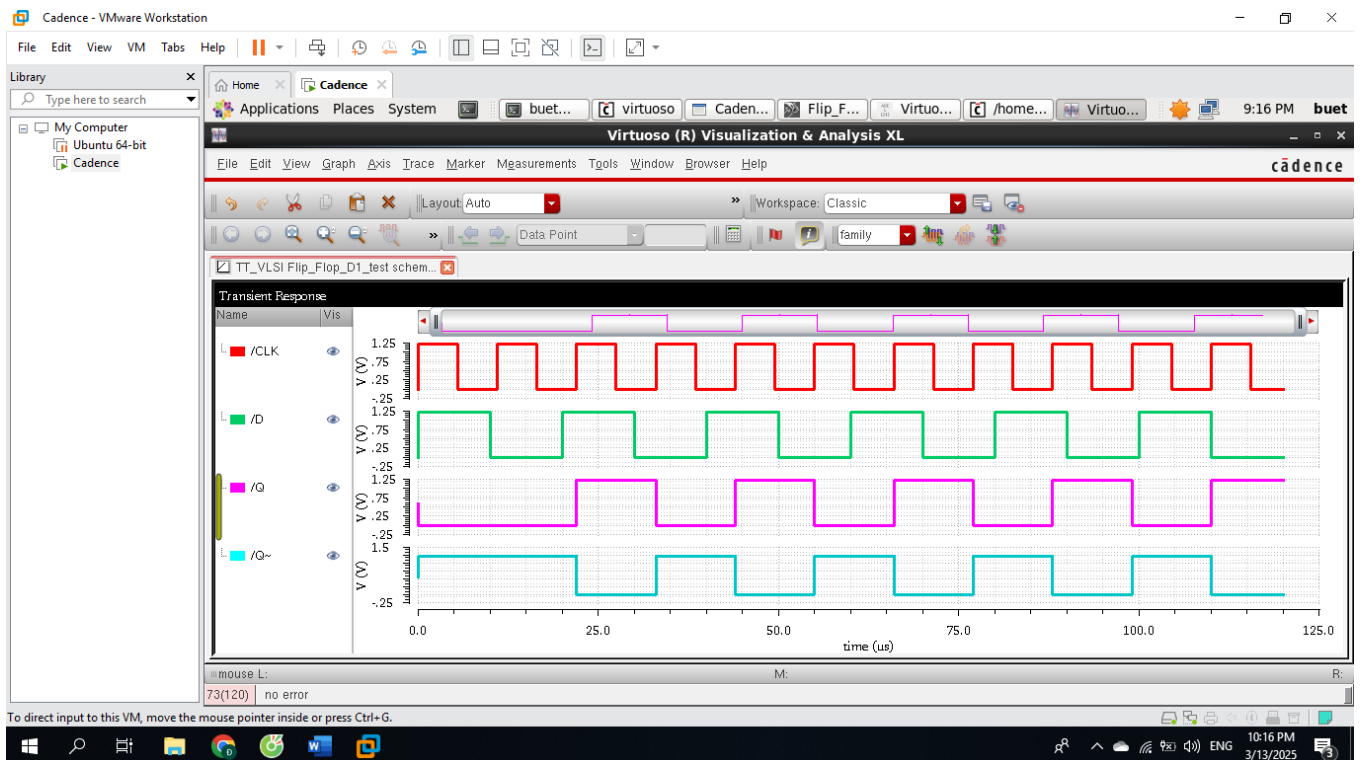 Cadence - VMware Workstation
File Edit View VM Tabs Help
Library
Type here to search
My Computer
Ubuntu 64-bit
Cadence
Home Cadence
Applications Places System buet... virtuoso Caden... Flip_F... Virtuo... /home... Virtuo... 9:16 PM buet
Virtuoso (R) Visualization & Analysis XL
File Edit View Graph Axis Trace Marker Measurements Tools Window Browser Help cādence
Layout: Auto » Workspace: Classic
» Data Point family
TT_VLSI Flip_Flop_D1_test schem...
Transient Response
Name Vis
/CLK
V (V)
1.25
.75
.25
-.25
/D
V (V)
1.25
.75
.25
-.25
/Q
V (V)
1.25
.75
.25
-.25
/Q~
V (V)
1.5
-.25
0.0 25.0 50.0 75.0 100.0 125.0
time (us)
mouse L: M: R:
73(120) no error
To direct input to this VM, move the mouse pointer inside or press Ctrl+G.
ENG
10:16 PM
3/13/2025